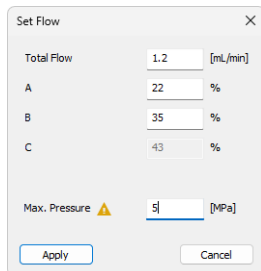 Set Flow
Total Flow 1.2 [mL/min]
A 22 %
B 35 %
C 43 %
Max. Pressure 5 [MPa]
Apply Cancel